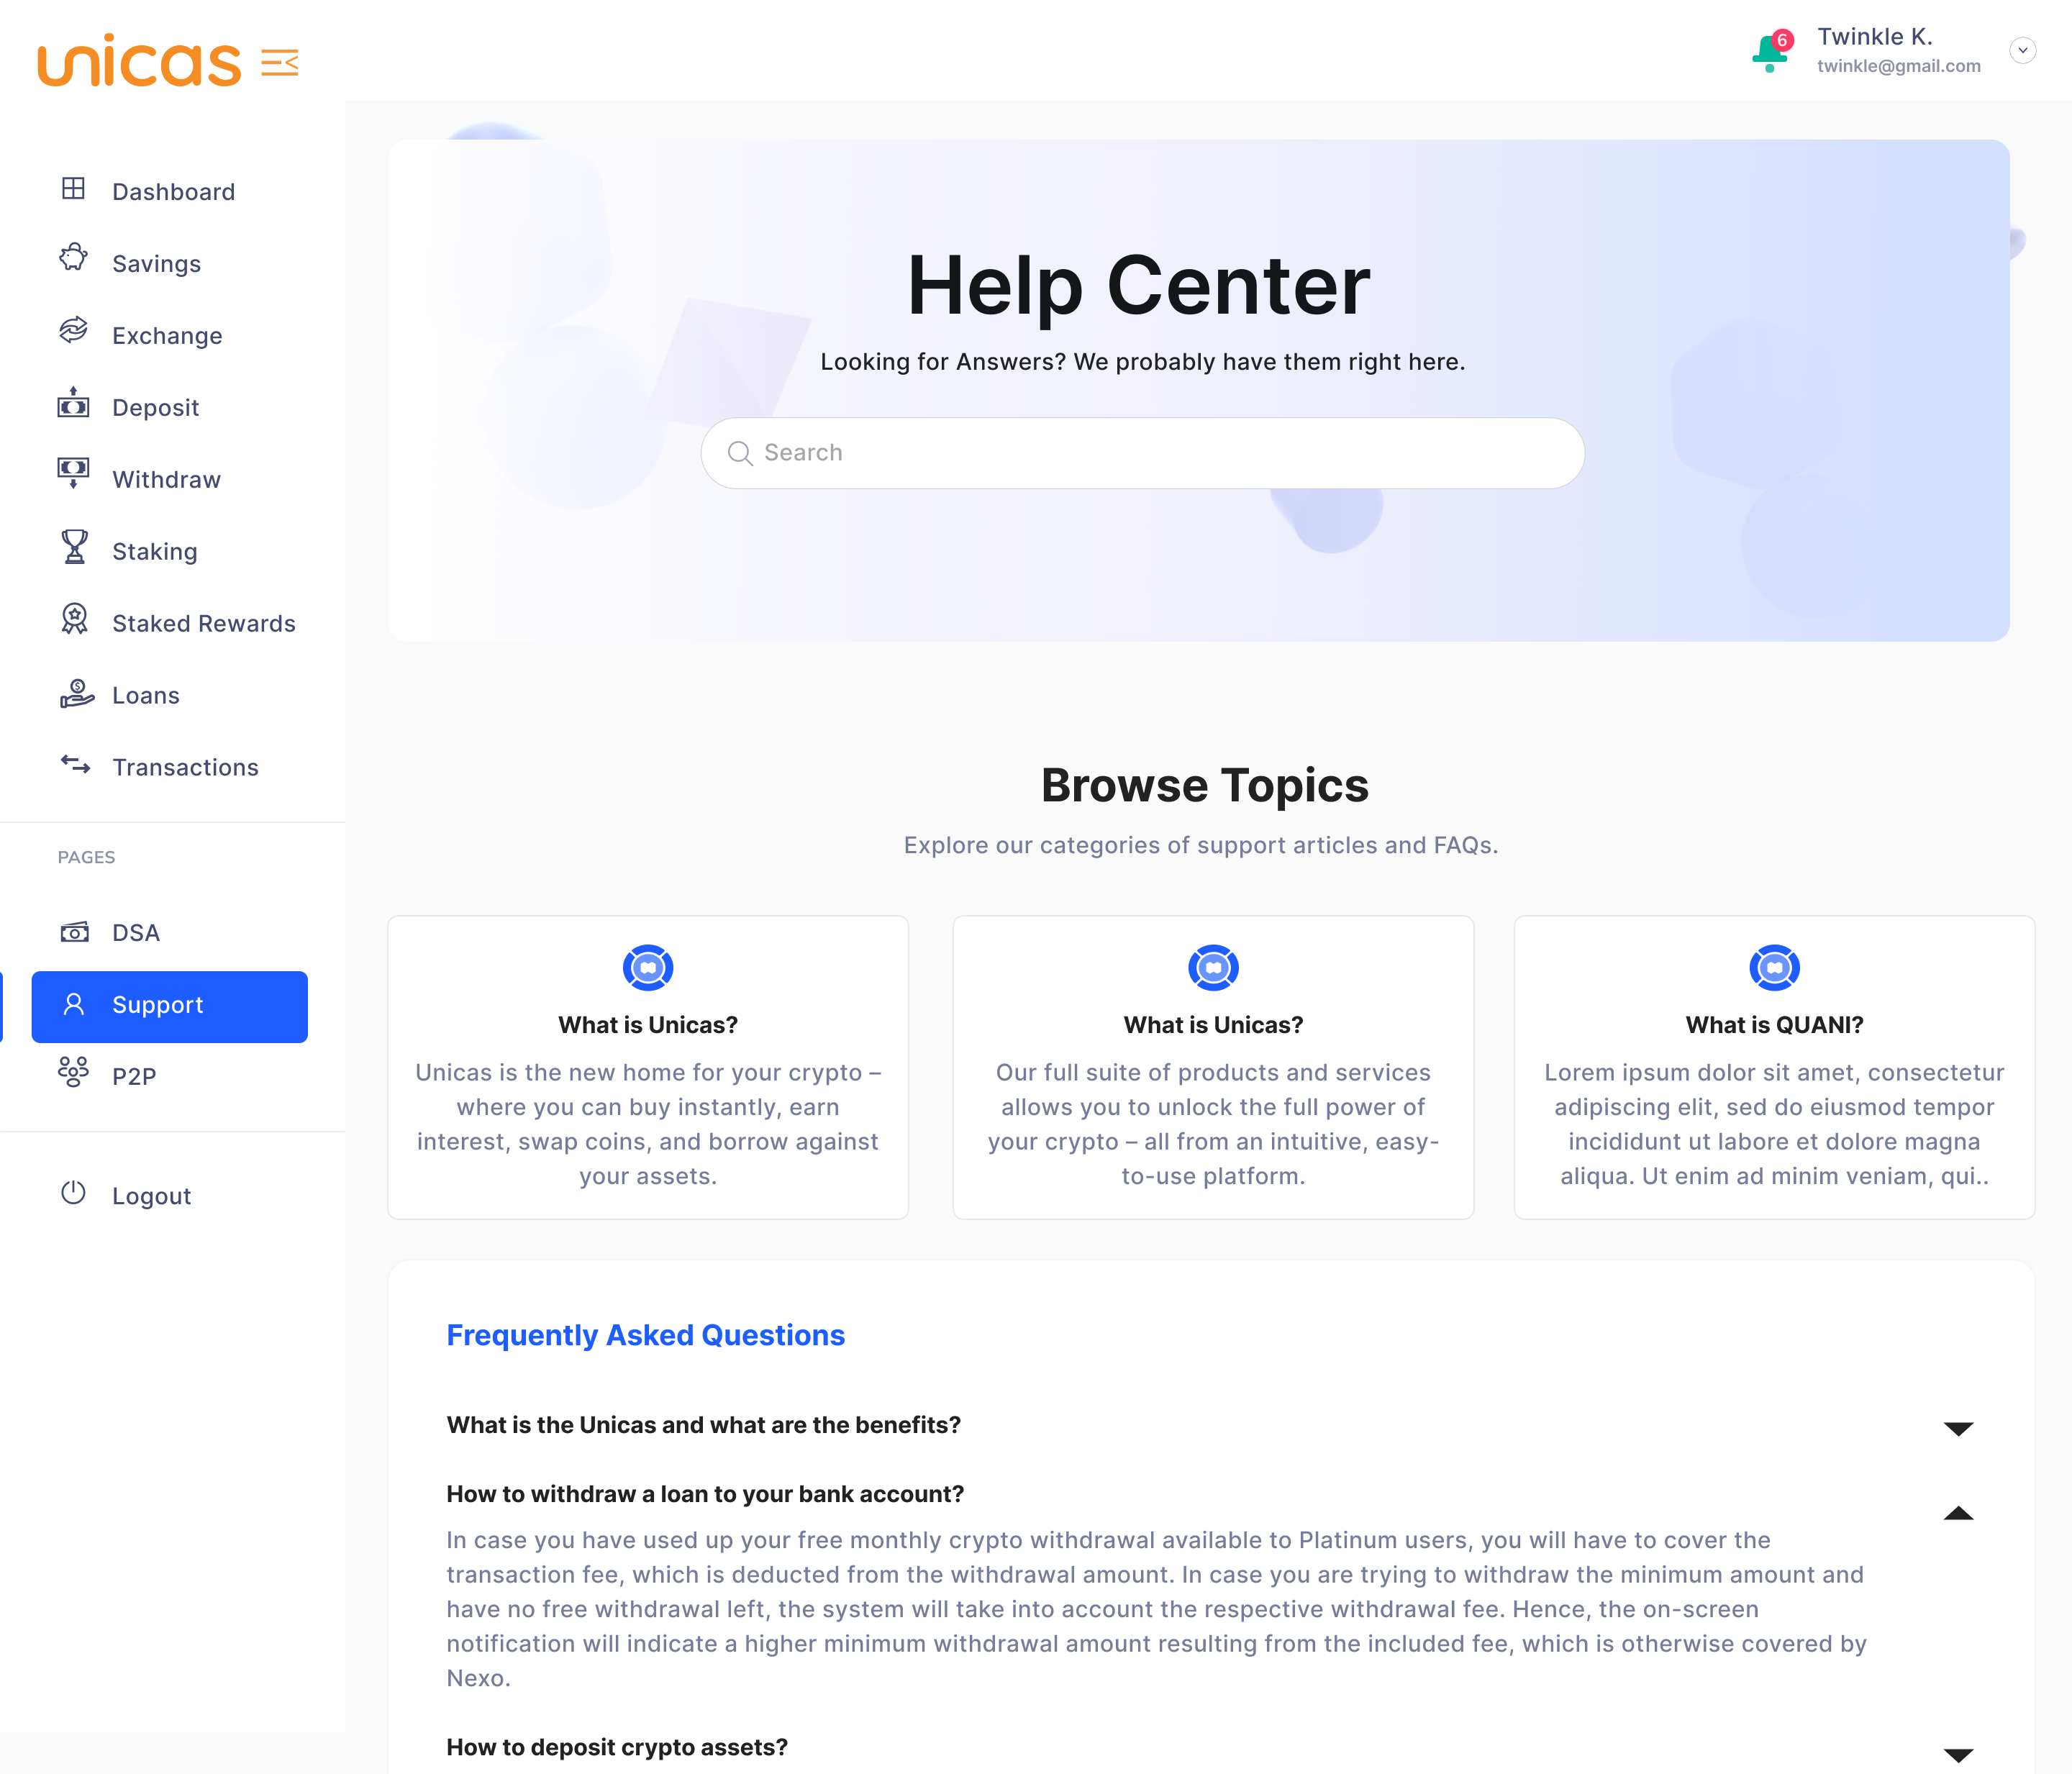 unicas
6
Twinkle K.
twinkle@gmail.com
Dashboard
Savings
Exchange
Deposit
Withdraw
Staking
Staked Rewards
Loans
Transactions
PAGES
DSA
Support
P2P
Logout
Help Center
Looking for Answers? We probably have them right here.
Search
Browse Topics
Explore our categories of support articles and FAQs.
What is Unicas?
Unicas is the new home for your crypto –
where you can buy instantly, earn
interest, swap coins, and borrow against
your assets.
What is Unicas?
Our full suite of products and services
allows you to unlock the full power of
your crypto – all from an intuitive, easy-
to-use platform.
What is QUANI?
Lorem ipsum dolor sit amet, consectetur
adipiscing elit, sed do eiusmod tempor
incididunt ut labore et dolore magna
aliqua. Ut enim ad minim veniam, qui..
Frequently Asked Questions
What is the Unicas and what are the benefits?
How to withdraw a loan to your bank account?
In case you have used up your free monthly crypto withdrawal available to Platinum users, you will have to cover the
transaction fee, which is deducted from the withdrawal amount. In case you are trying to withdraw the minimum amount and
have no free withdrawal left, the system will take into account the respective withdrawal fee. Hence, the on-screen
notification will indicate a higher minimum withdrawal amount resulting from the included fee, which is otherwise covered by
Nexo.
How to deposit crypto assets?